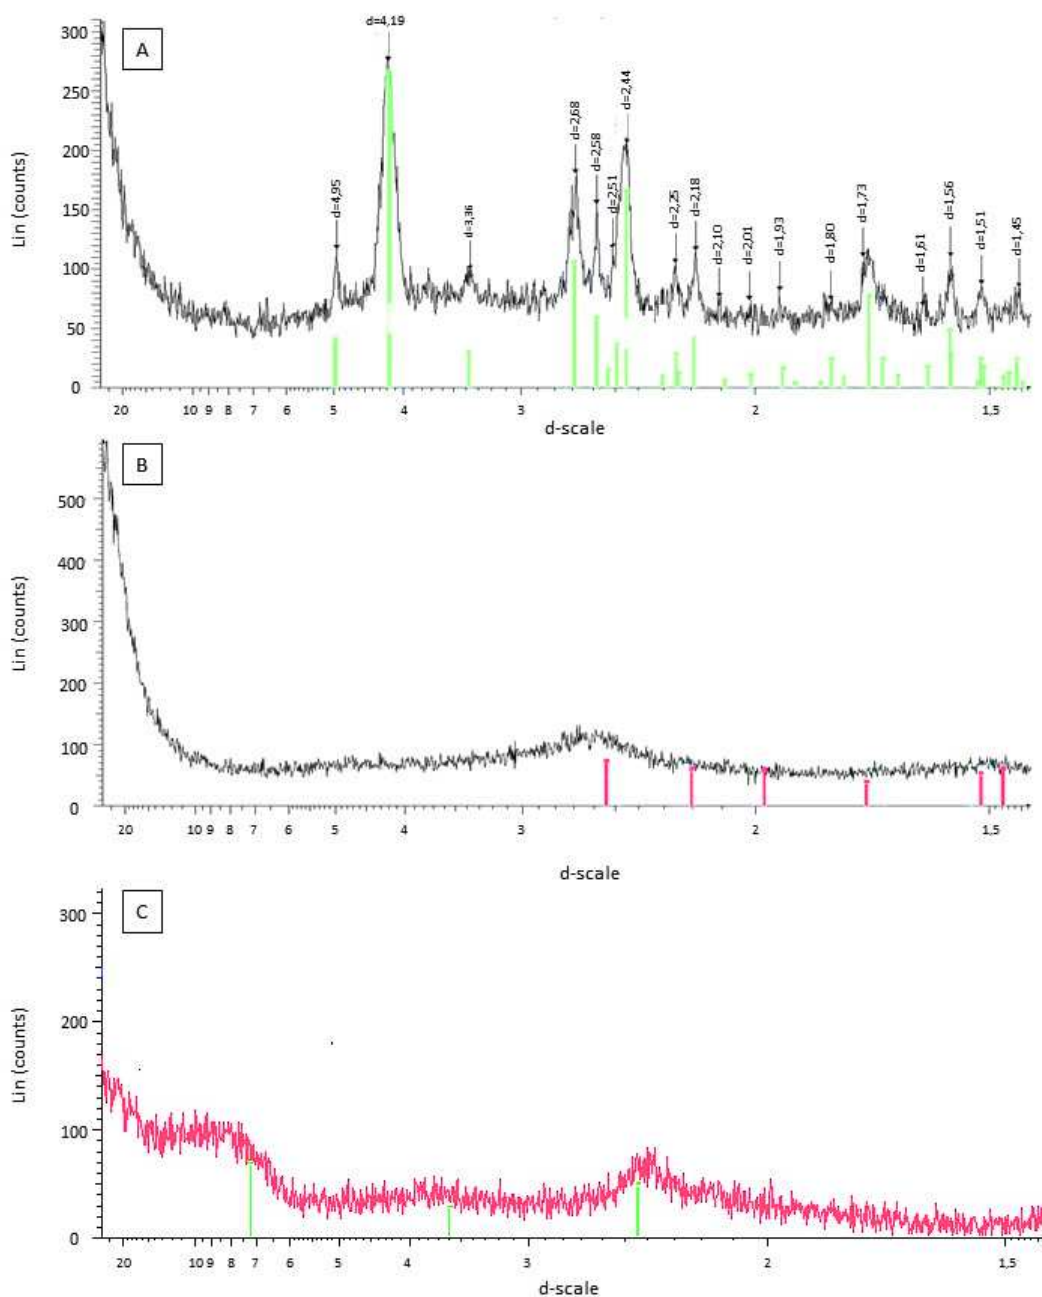 A
d=4,19
d=4,95
d=3,36
d=2,68
d=2,58
d=2,51
d=2,44
d=2,25
d=2,18
d=2,10
d=2,01
d=1,93
d=1,80
d=1,73
d=1,61
d=1,56
d=1,51
d=1,45
Lin (counts)
300
250
200
150
100
50
0
20 10 9 8 7 6 5 4 3 2 1,5
d-scale
B
Lin (counts)
500
400
300
200
100
0
20 10 9 8 7 6 5 4 3 2 1,5
d-scale
C
Lin (counts)
300
200
100
0
20 10 9 8 7 6 5 4 3 2 1,5
d-scale